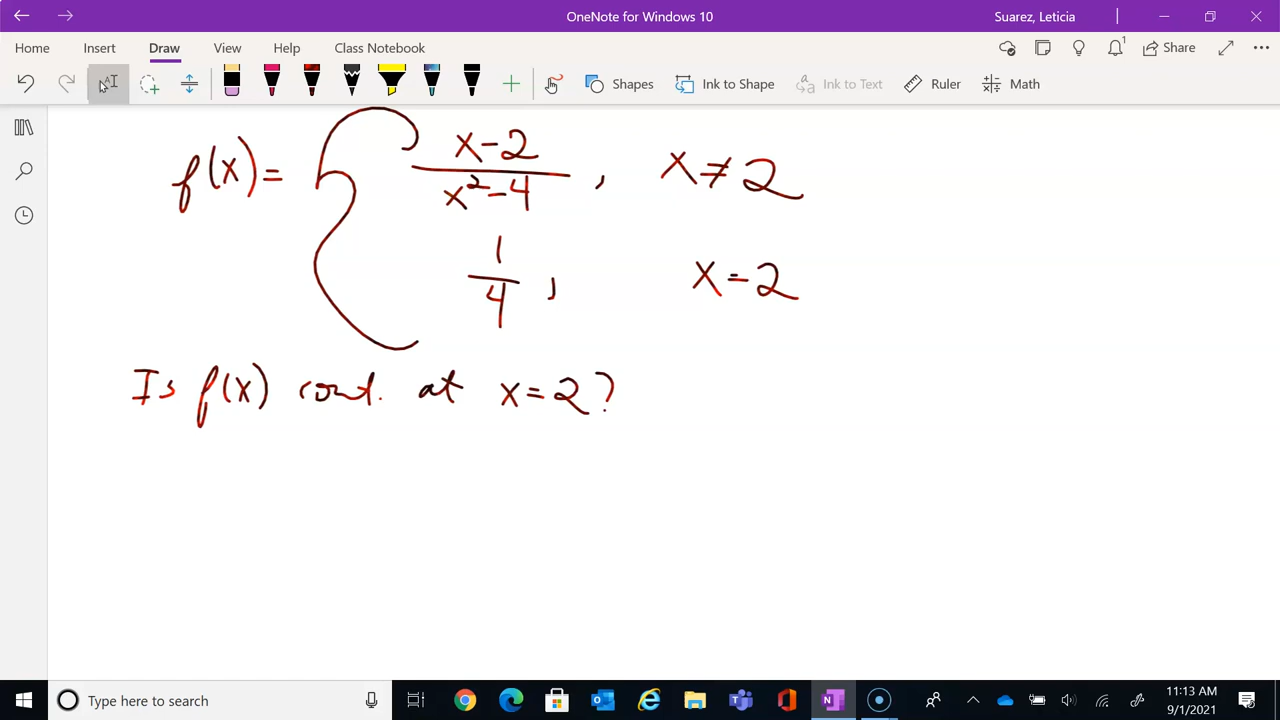 OneNote for Windows 10
Suarez, Leticia
Home Insert Draw View Help Class Notebook Share
Shapes Ink to Shape Ink to Text Ruler Math
f(x)= { x-2 / x²-4 , x≠2
1/4 , x=2
Is f(x) cont. at x=2?
Type here to search
11:13 AM
9/1/2021